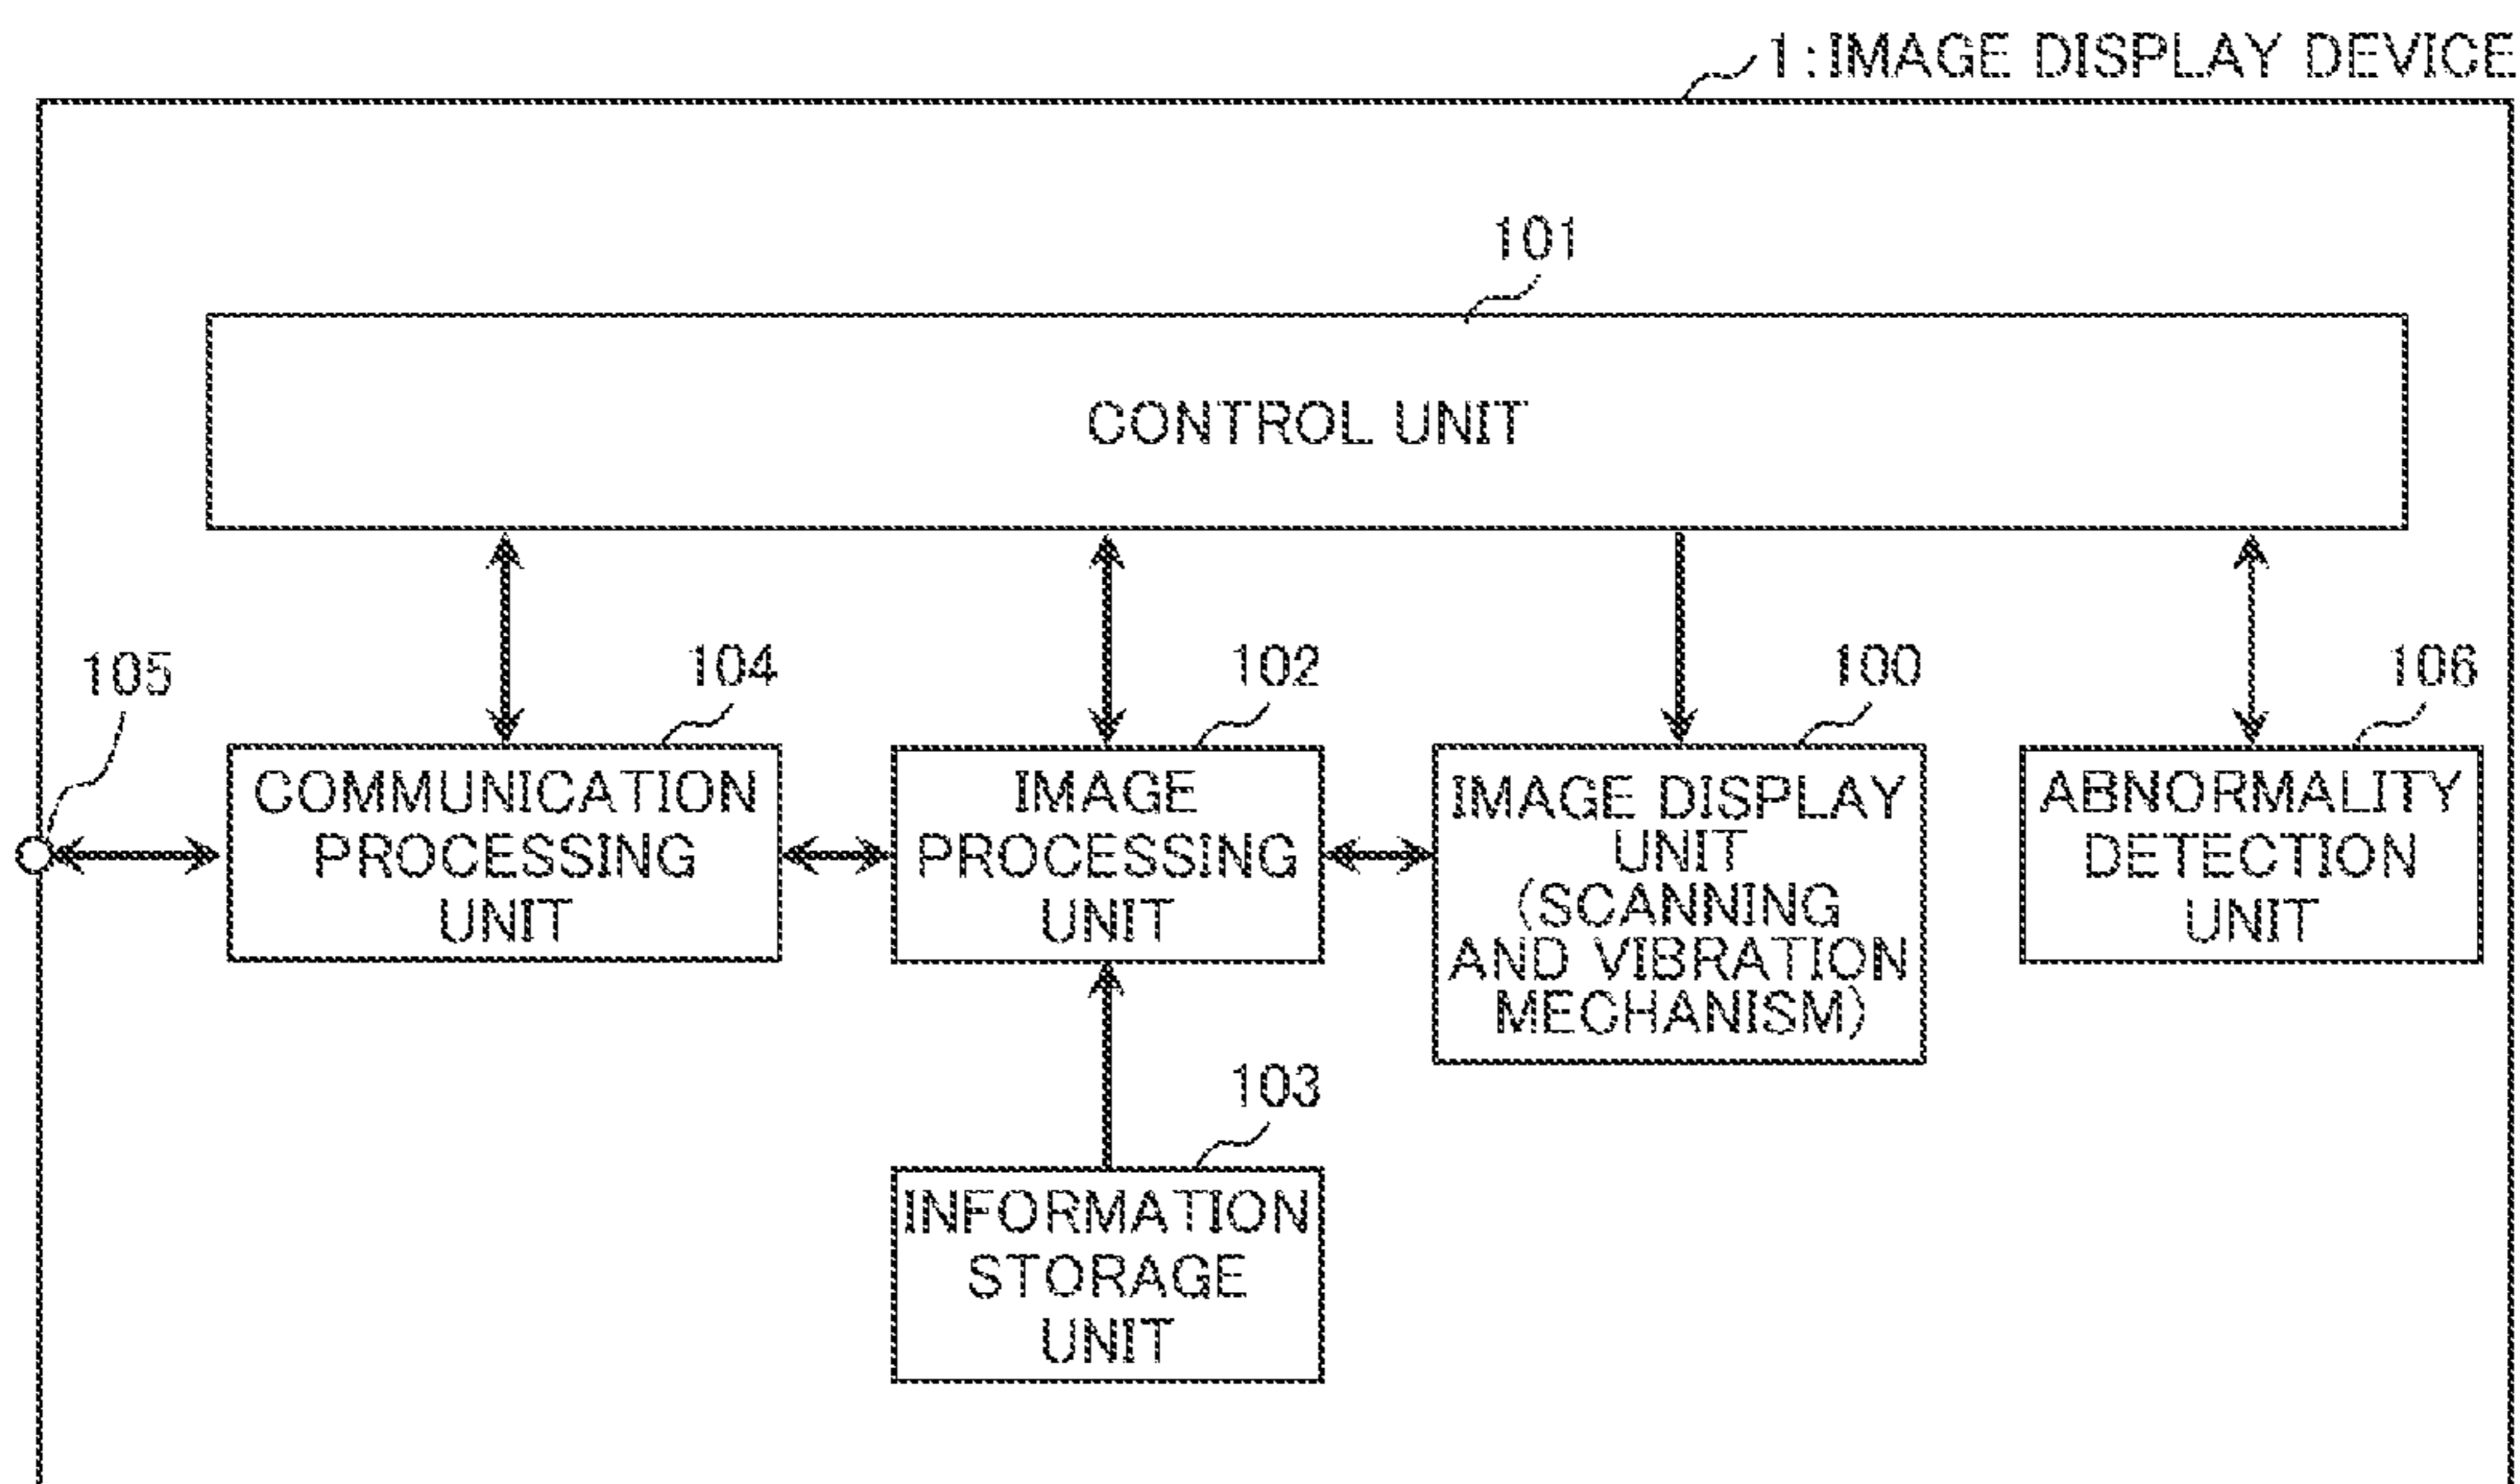 1:IMAGE DISPLAY DEVICE
101
CONTROL UNIT
105
104
102
100
106
COMMUNICATION
PROCESSING
UNIT
IMAGE
PROCESSING
UNIT
IMAGE DISPLAY
UNIT
(SCANNING
AND VIBRATION
MECHANISM)
ABNORMALITY
DETECTION
UNIT
103
INFORMATION
STORAGE
UNIT